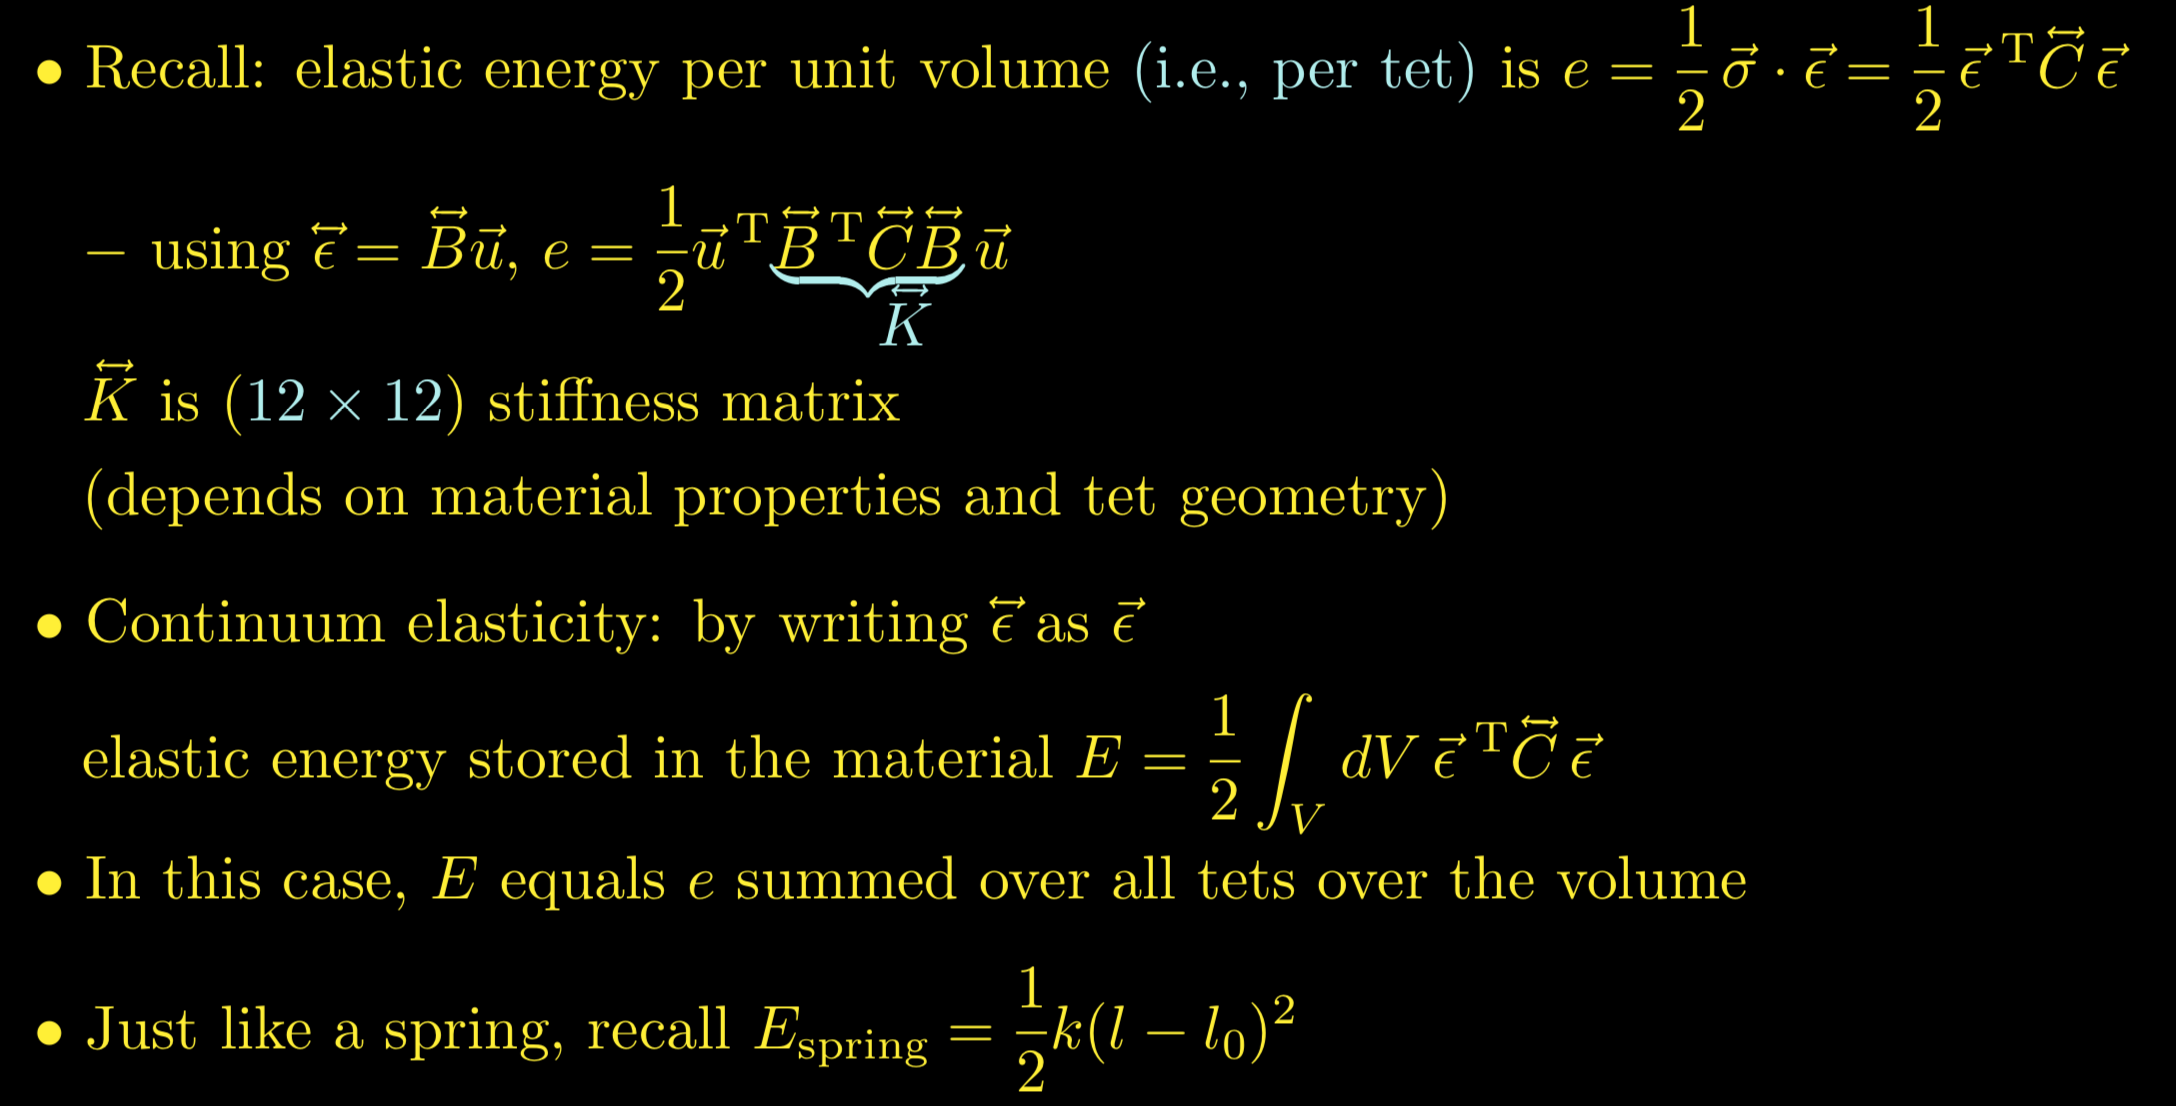 • Recall: elastic energy per unit volume (i.e., per tet) is $e = \frac{1}{2}\vec{\sigma} \cdot \vec{\epsilon} = \frac{1}{2}\vec{\epsilon}^{\,\mathrm{T}} \overleftrightarrow{C} \vec{\epsilon}$
– using $\overleftrightarrow{\epsilon} = \overleftrightarrow{B}\vec{u}$, $e = \frac{1}{2}\vec{u}^{\,\mathrm{T}} \underbrace{\overleftrightarrow{B}^{\mathrm{T}} \overleftrightarrow{C} \overleftrightarrow{B}}_{\overleftrightarrow{K}} \vec{u}$
$\overleftrightarrow{K}$ is $(12 \times 12)$ stiffness matrix
(depends on material properties and tet geometry)
• Continuum elasticity: by writing $\overleftrightarrow{\epsilon}$ as $\vec{\epsilon}$
elastic energy stored in the material $E = \frac{1}{2} \int_V dV \, \vec{\epsilon}^{\,\mathrm{T}} \overleftrightarrow{C} \vec{\epsilon}$
• In this case, $E$ equals $e$ summed over all tets over the volume
• Just like a spring, recall $E_{\mathrm{spring}} = \frac{1}{2} k (l - l_0)^2$